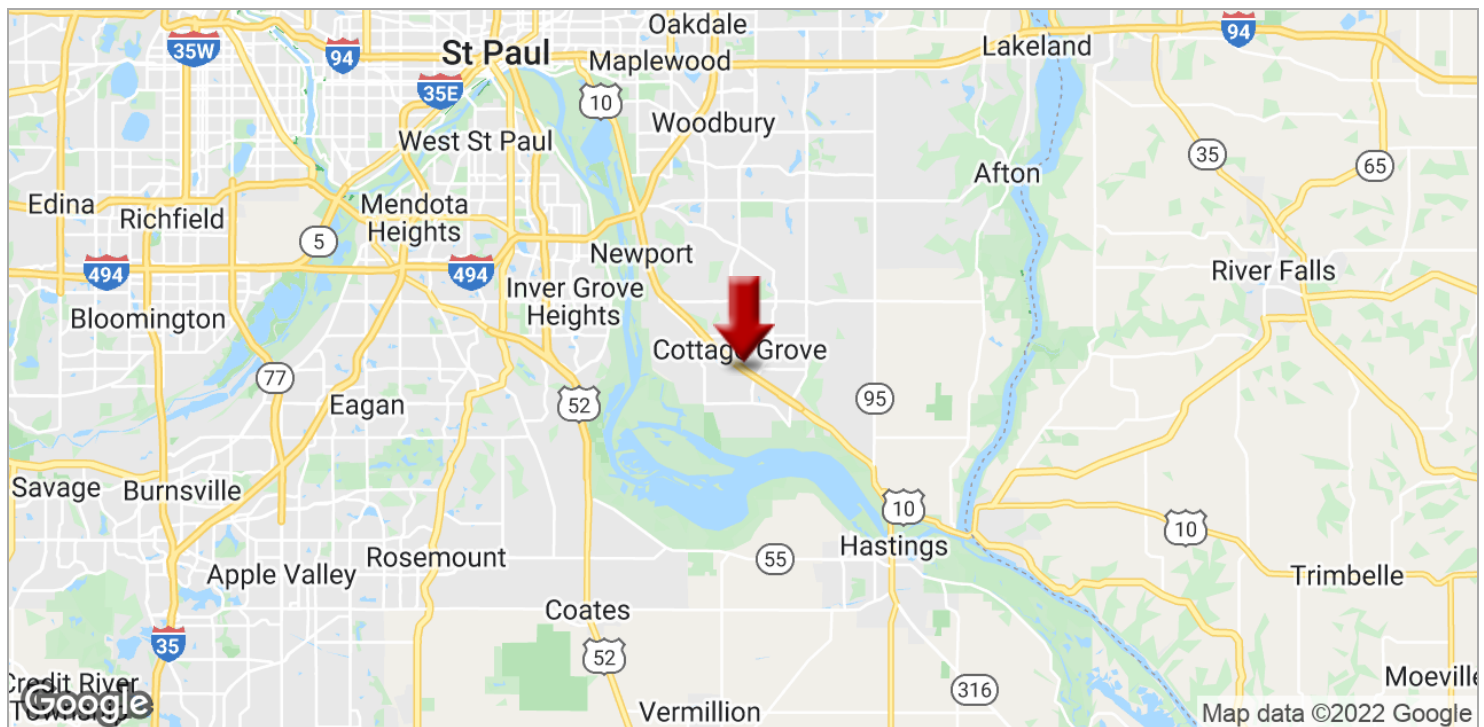 Oakdale
35W
94
St Paul
Maplewood
Lakeland
94
35E
10
Woodbury
West St Paul
35
65
Afton
Edina
Richfield
Mendota
Heights
5
Newport
494
494
River Falls
Inver Grove
Heights
Bloomington
Cottage Grove
77
Eagan
52
95
Savage
Burnsville
10
10
Hastings
Rosemount
55
Apple Valley
Trimbelle
Coates
35
52
Credit River
Township
Google
316
Moeville
Vermillion
Map data ©2022 Google